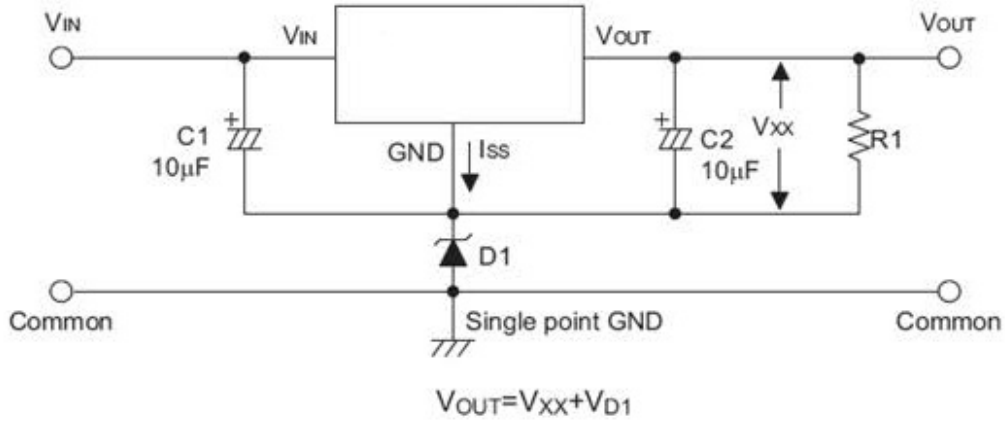 VIN
VIN
VOUT
VOUT
C1
10μF
GND
ISS
C2
10μF
VXX
R1
D1
Common
Single point GND
Common
VOUT=VXX+VD1